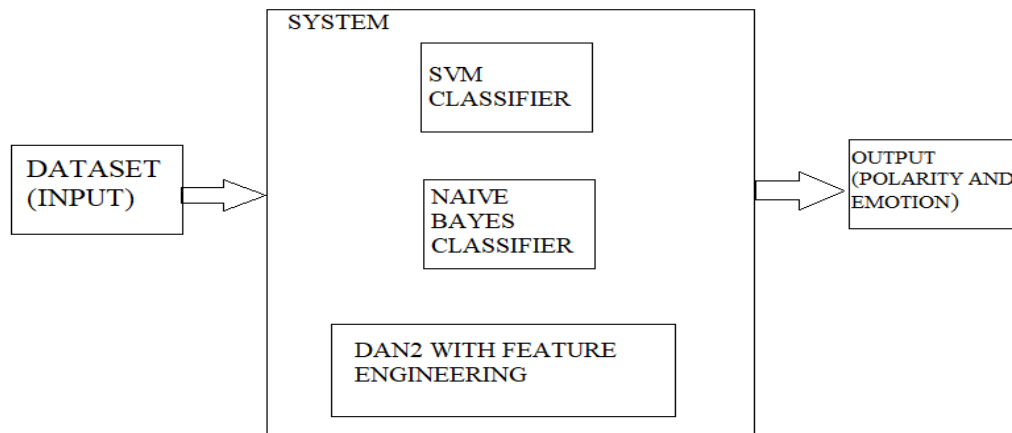 SYSTEM
SVM
CLASSIFIER
DATASET
(INPUT)
NAIVE
BAYES
CLASSIFIER
OUTPUT
(POLARITY AND
EMOTION)
DAN2 WITH FEATURE
ENGINEERING